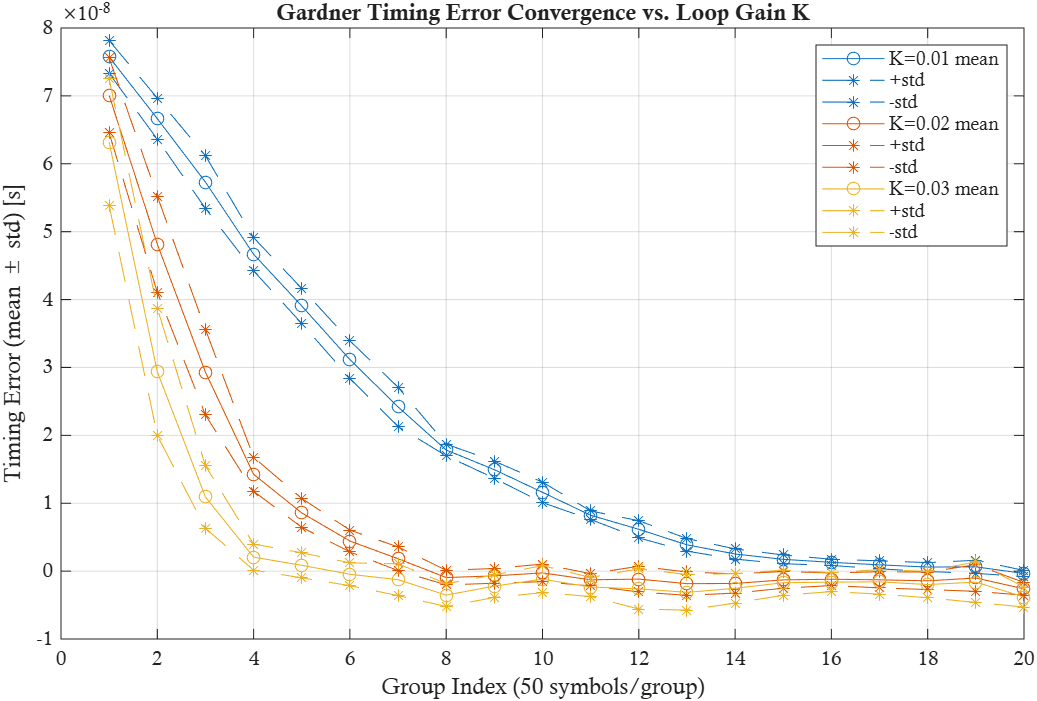 Gardner Timing Error Convergence vs. Loop Gain K
×10⁻⁸
8
7
6
5
4
3
2
1
0
-1
Timing Error (mean ± std) [s]
K=0.01 mean
+std
-std
K=0.02 mean
+std
-std
K=0.03 mean
+std
-std
0 2 4 6 8 10 12 14 16 18 20
Group Index (50 symbols/group)